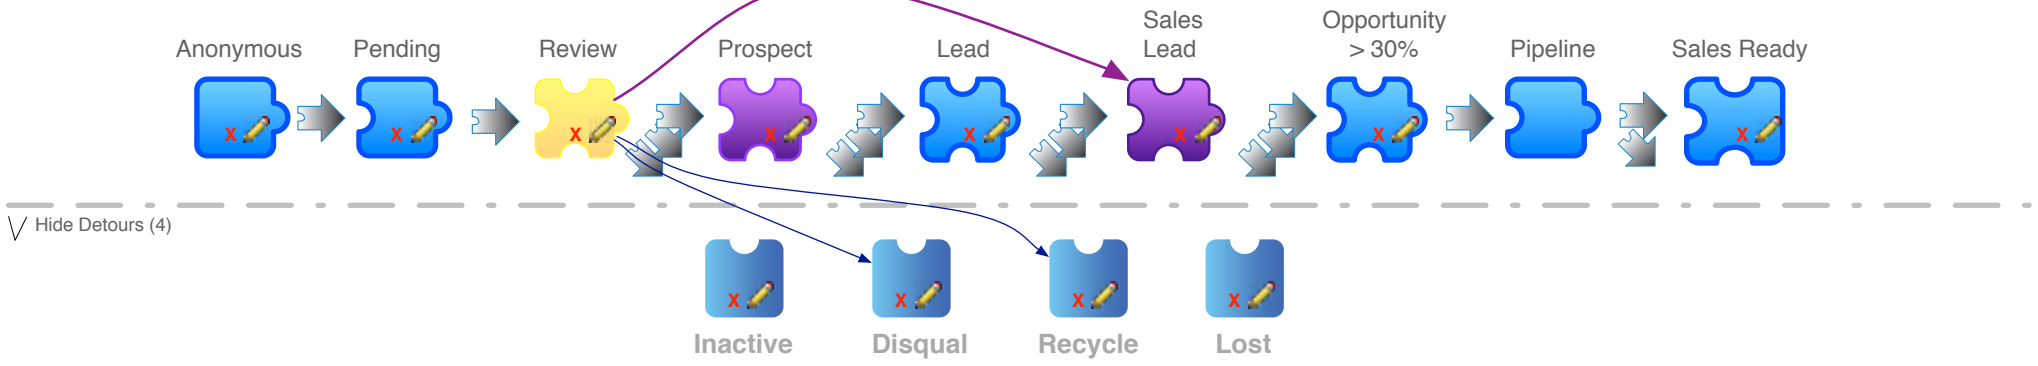 Anonymous
Pending
Review
Prospect
Lead
Sales
Lead
Opportunity
> 30%
Pipeline
Sales Ready
x
x
x
x
x
x
x
x
Hide Detours (4)
x
x
x
x
Inactive
Disqual
Recycle
Lost